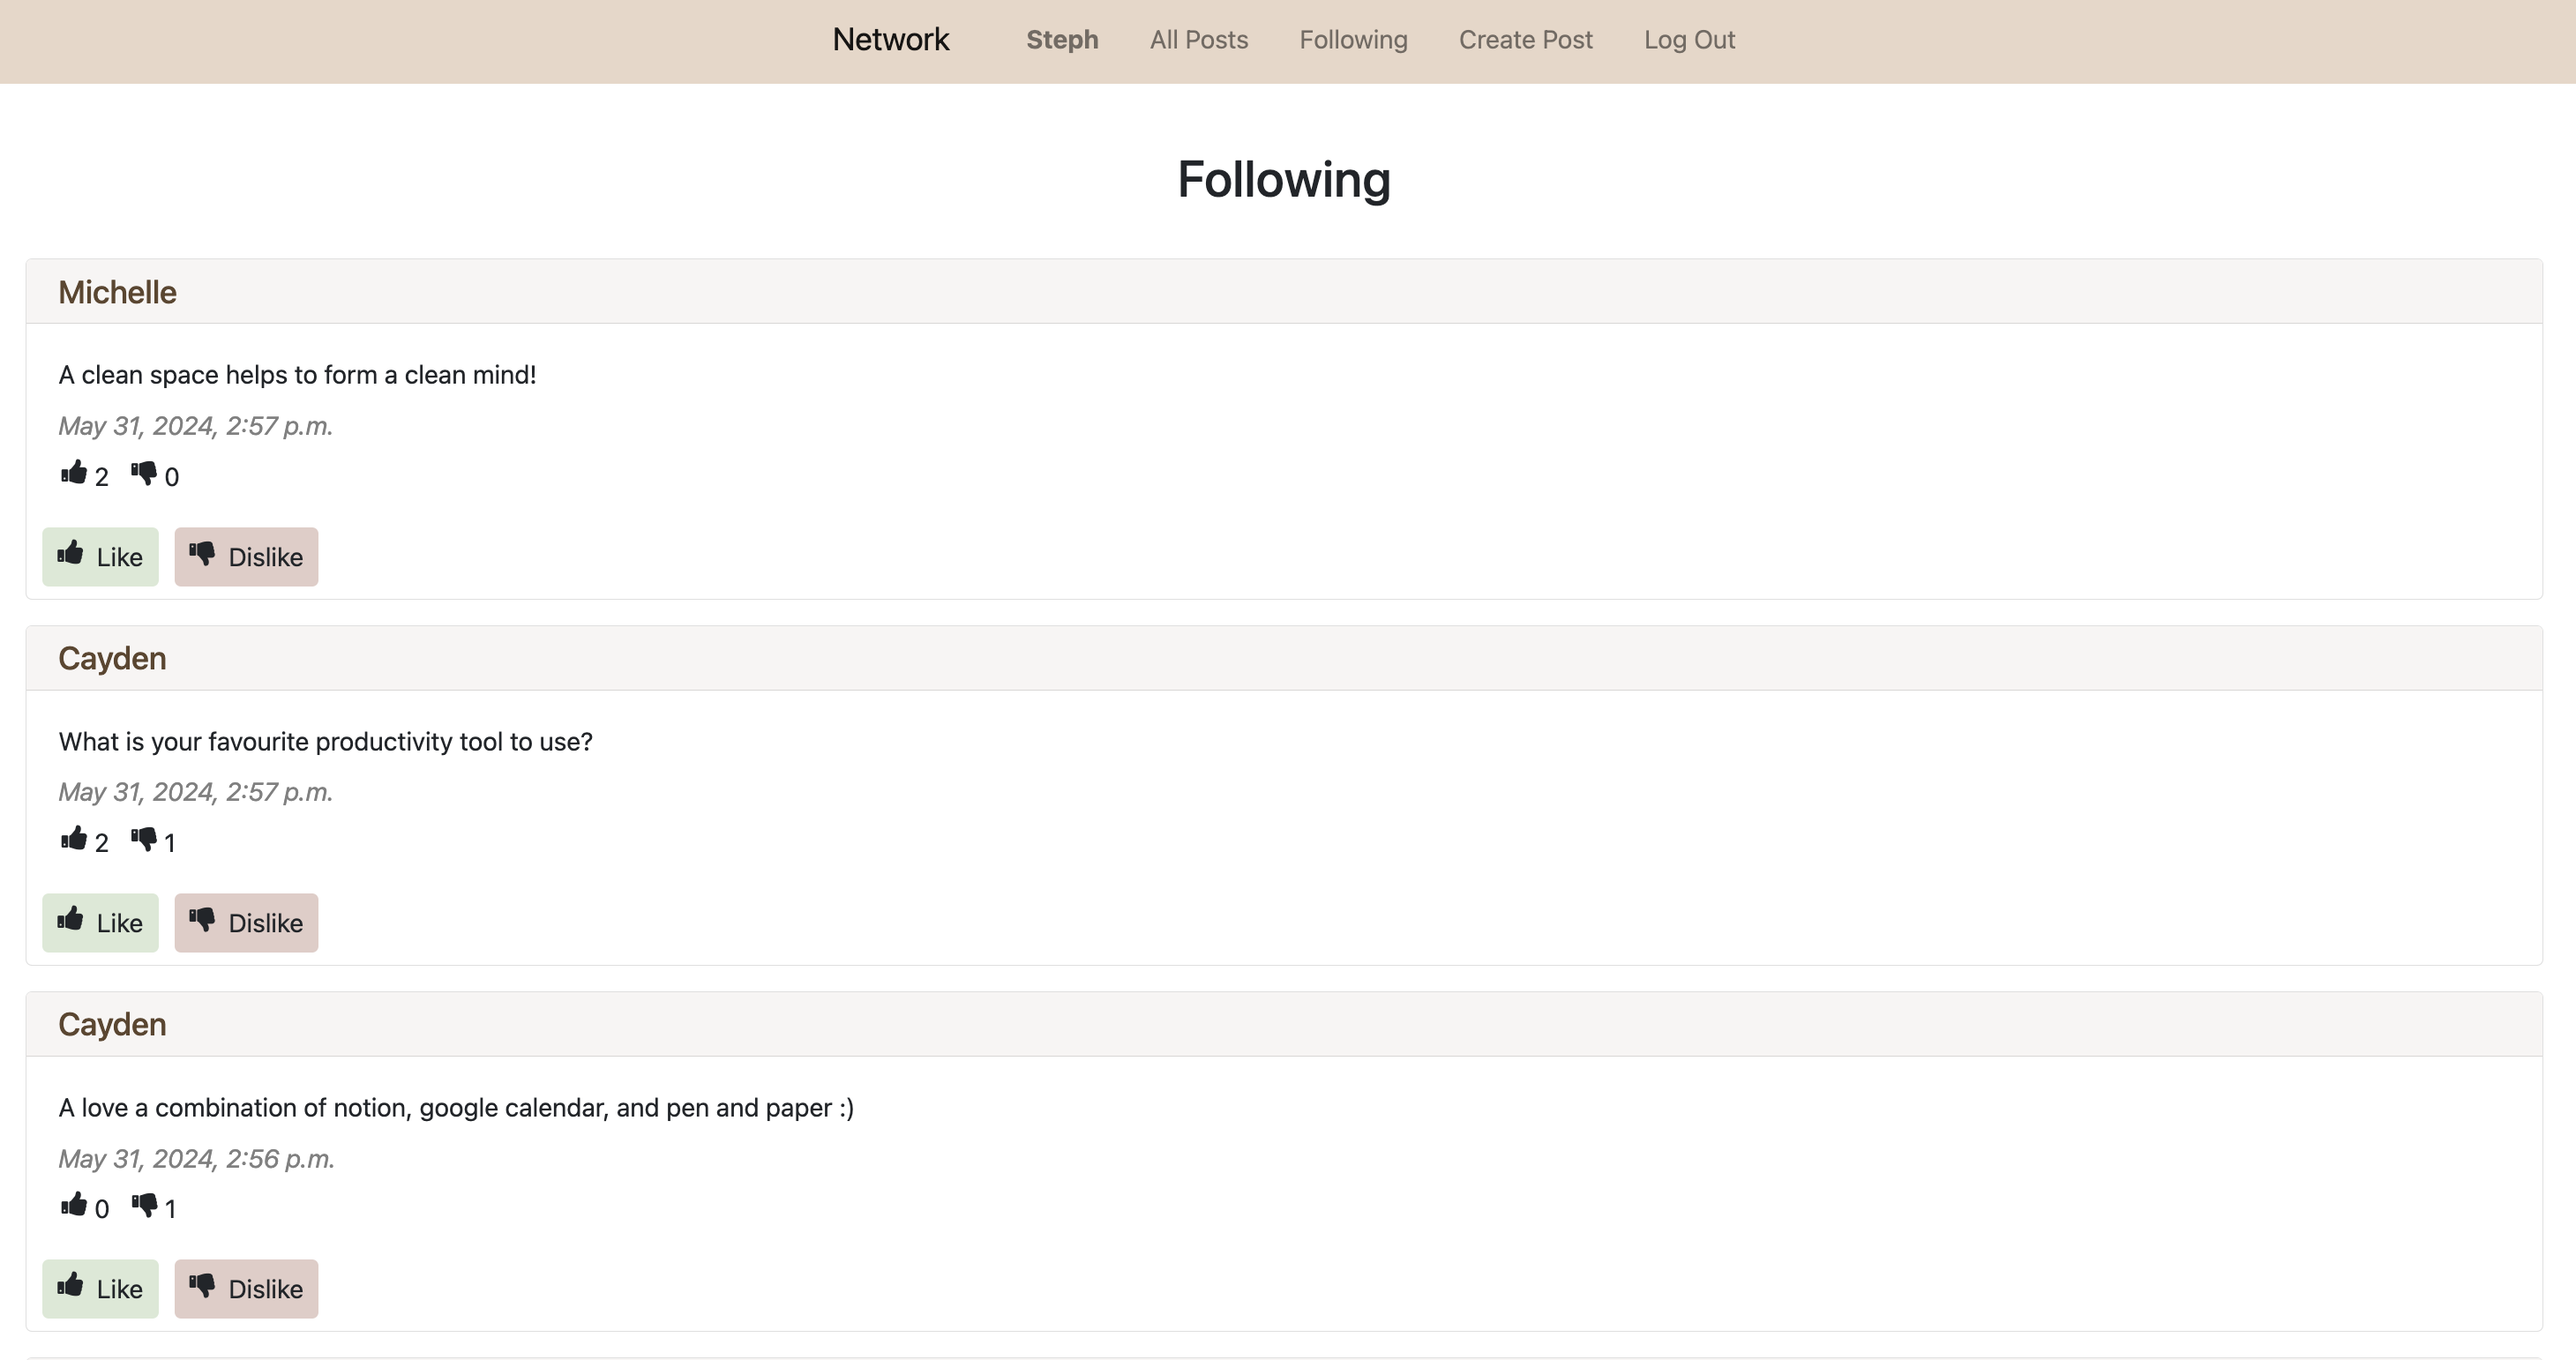 Network Steph All Posts Following Create Post Log Out
Following
Michelle
A clean space helps to form a clean mind!
May 31, 2024, 2:57 p.m.
2 0
Like Dislike
Cayden
What is your favourite productivity tool to use?
May 31, 2024, 2:57 p.m.
2 1
Like Dislike
Cayden
A love a combination of notion, google calendar, and pen and paper :)
May 31, 2024, 2:56 p.m.
0 1
Like Dislike